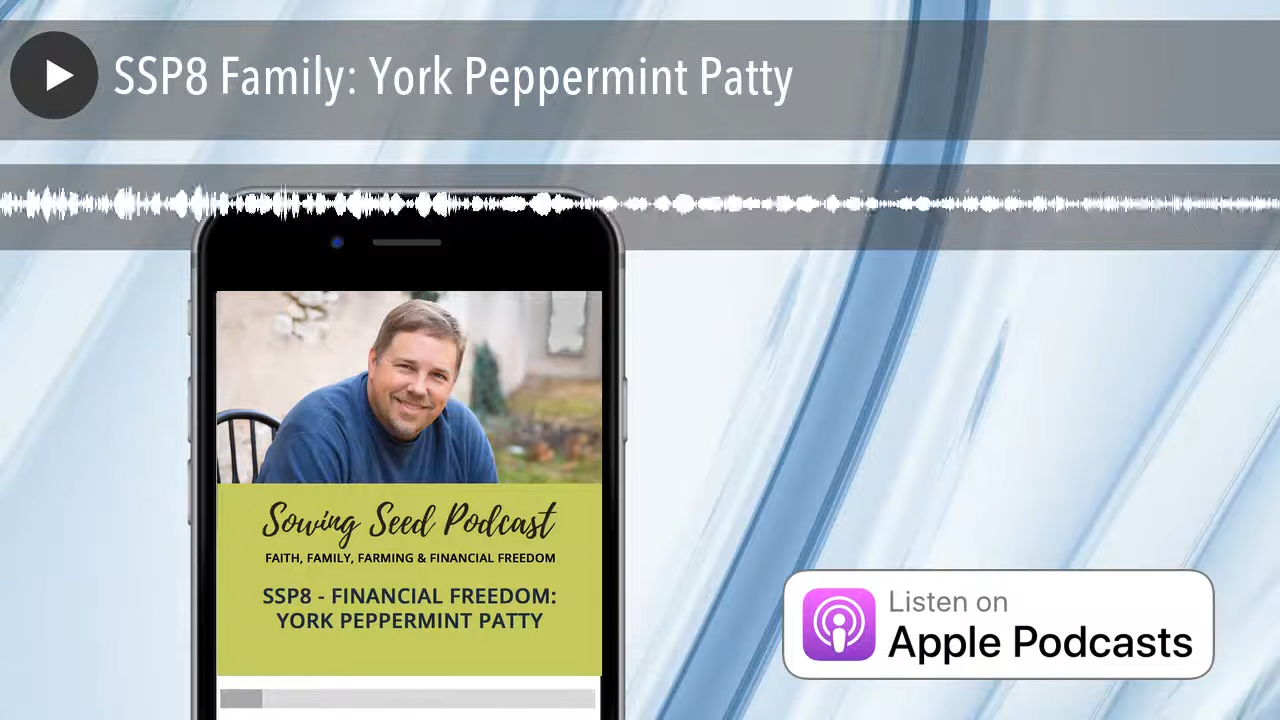 SSP8 Family: York Peppermint Patty
Sowing Seed Podcast
FAITH, FAMILY, FARMING & FINANCIAL FREEDOM
SSP8 - FINANCIAL FREEDOM:
YORK PEPPERMINT PATTY
Listen on
Apple Podcasts